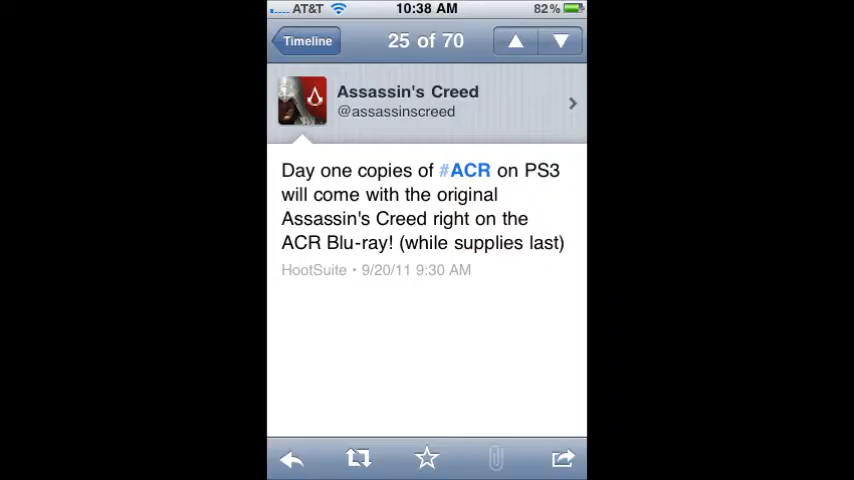 AT&T 10:38 AM 82%
Timeline 25 of 70
Assassin's Creed
@assassinscreed
Day one copies of #ACR on PS3
will come with the original
Assassin's Creed right on the
ACR Blu-ray! (while supplies last)
HootSuite • 9/20/11 9:30 AM